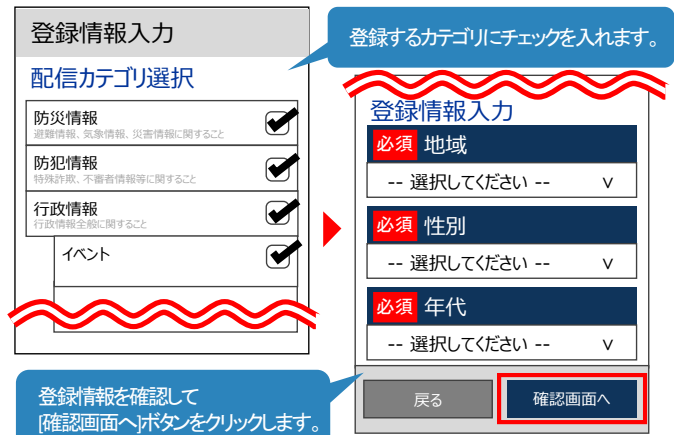 登録情報入力
登録するカテゴリにチェックを入れます。
配信カテゴリ選択
防災情報
避難情報、気象情報、災害情報に関すること
防犯情報
特殊詐欺、不審者情報等に関すること
行政情報
行政情報全般に関すること
イベント
登録情報入力
必須 地域
-- 選択してください -- ∨
必須 性別
-- 選択してください -- ∨
必須 年代
-- 選択してください -- ∨
戻る
確認画面へ
登録情報を確認して
[確認画面へ]ボタンをクリックします。